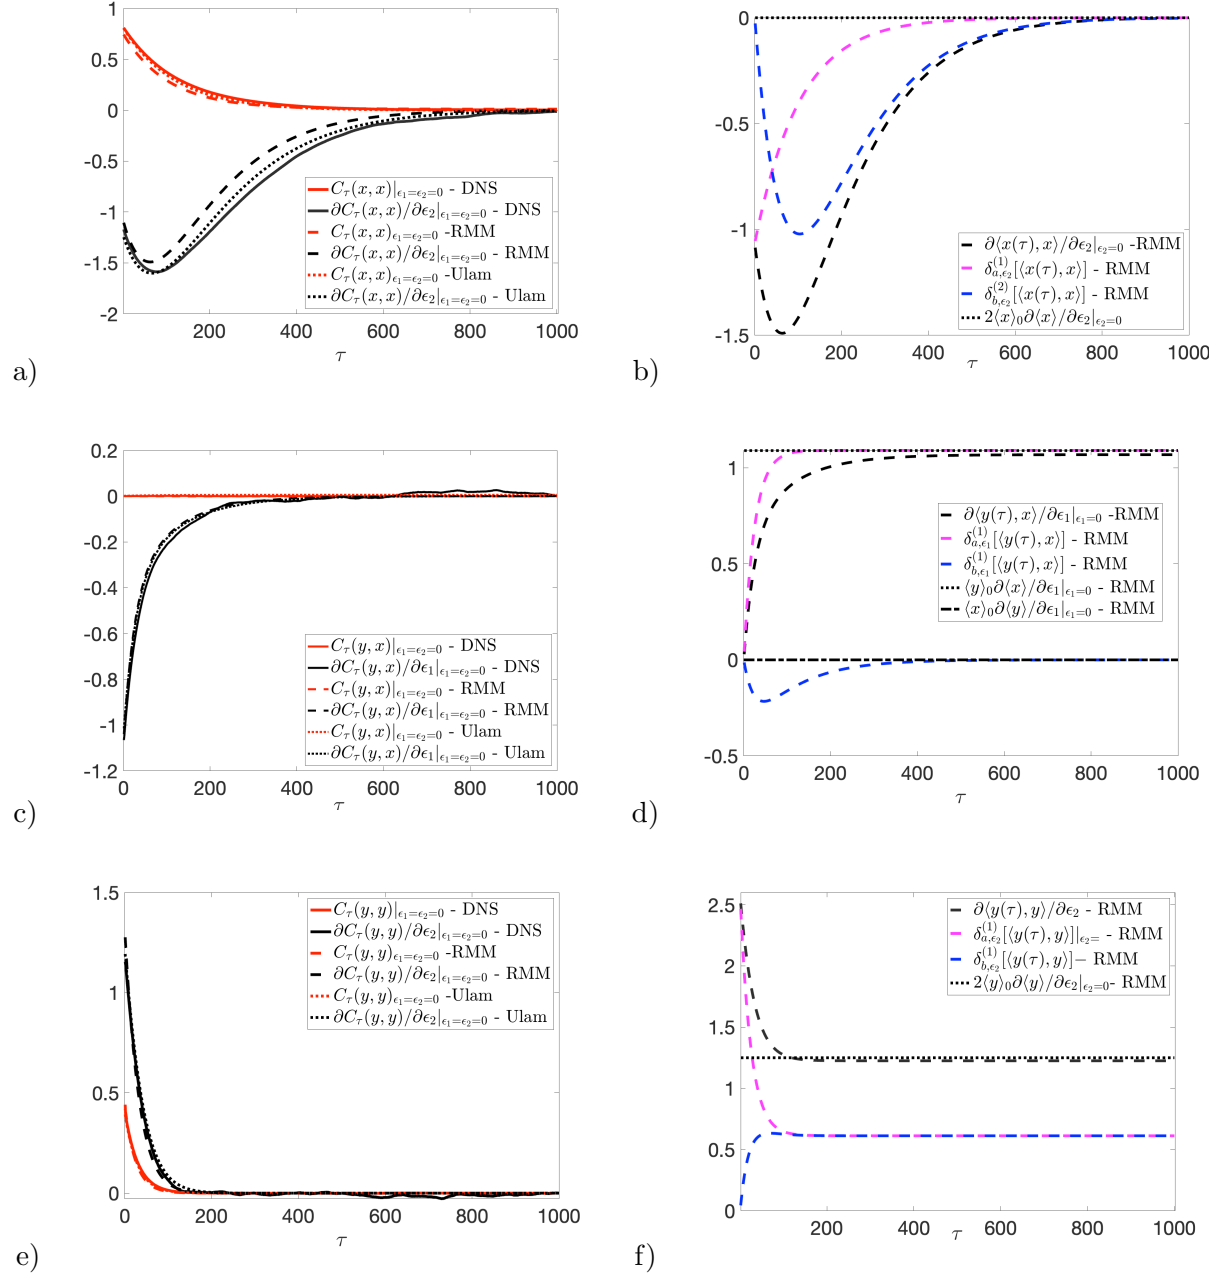 1
0.5
0
-0.5
-1
-1.5
-2
0 200 400 600 800 1000
τ
C_τ(x, x)|_{ϵ₁=ϵ₂=0} - DNS
∂C_τ(x, x)/∂ϵ₂|_{ϵ₁=ϵ₂=0} - DNS
C_τ(x, x)_{ϵ₁=ϵ₂=0} -RMM
∂C_τ(x, x)/∂ϵ₂|_{ϵ₁=ϵ₂=0} - RMM
C_τ(x, x)_{ϵ₁=ϵ₂=0} -Ulam
∂C_τ(x, x)/∂ϵ₂|_{ϵ₁=ϵ₂=0} - Ulam
a)
0
-0.5
-1
-1.5
0 200 400 600 800 1000
τ
∂⟨x(τ), x⟩/∂ϵ₂|_{ϵ₂=0} -RMM
δ^{(1)}_{a,ϵ₂}[⟨x(τ), x⟩] - RMM
δ^{(2)}_{b,ϵ₂}[⟨x(τ), x⟩] - RMM
2⟨x⟩₀∂⟨x⟩/∂ϵ₂|_{ϵ₂=0}
b)
0.2
0
-0.2
-0.4
-0.6
-0.8
-1
-1.2
0 200 400 600 800 1000
τ
C_τ(y, x)|_{ϵ₁=ϵ₂=0} - DNS
∂C_τ(y, x)/∂ϵ₁|_{ϵ₁=ϵ₂=0} - DNS
C_τ(y, x)|_{ϵ₁=ϵ₂=0} - RMM
∂C_τ(y, x)/∂ϵ₁|_{ϵ₁=ϵ₂=0} - RMM
C_τ(y, x)|_{ϵ₁=ϵ₂=0} - Ulam
∂C_τ(y, x)/∂ϵ₁|_{ϵ₁=ϵ₂=0} - Ulam
c)
1
0.5
0
-0.5
0 200 400 600 800 1000
τ
∂⟨y(τ), x⟩/∂ϵ₁|_{ϵ₁=0} -RMM
δ^{(1)}_{a,ϵ₁}[⟨y(τ), x⟩] - RMM
δ^{(1)}_{b,ϵ₁}[⟨y(τ), x⟩] - RMM
⟨y⟩₀∂⟨x⟩/∂ϵ₁|_{ϵ₁=0} - RMM
⟨x⟩₀∂⟨y⟩/∂ϵ₁|_{ϵ₁=0} - RMM
d)
1.5
1
0.5
0
0 200 400 600 800 1000
τ
C_τ(y, y)|_{ϵ₁=ϵ₂=0} - DNS
∂C_τ(y, y)/∂ϵ₂|_{ϵ₁=ϵ₂=0} - DNS
C_τ(y, y)_{ϵ₁=ϵ₂=0} -RMM
∂C_τ(y, y)/∂ϵ₂|_{ϵ₁=ϵ₂=0} - RMM
C_τ(y, y)_{ϵ₁=ϵ₂=0} -Ulam
∂C_τ(y, y)/∂ϵ₂|_{ϵ₁=ϵ₂=0} - Ulam
e)
2.5
2
1.5
1
0.5
0
0 200 400 600 800 1000
τ
∂⟨y(τ), y⟩/∂ϵ₂ - RMM
δ^{(1)}_{a,ϵ₂}[⟨y(τ), y⟩]|_{ϵ₂=} - RMM
δ^{(1)}_{b,ϵ₂}[⟨y(τ), y⟩]− RMM
2⟨y⟩₀∂⟨y⟩/∂ϵ₂|_{ϵ₂=0}- RMM
f)